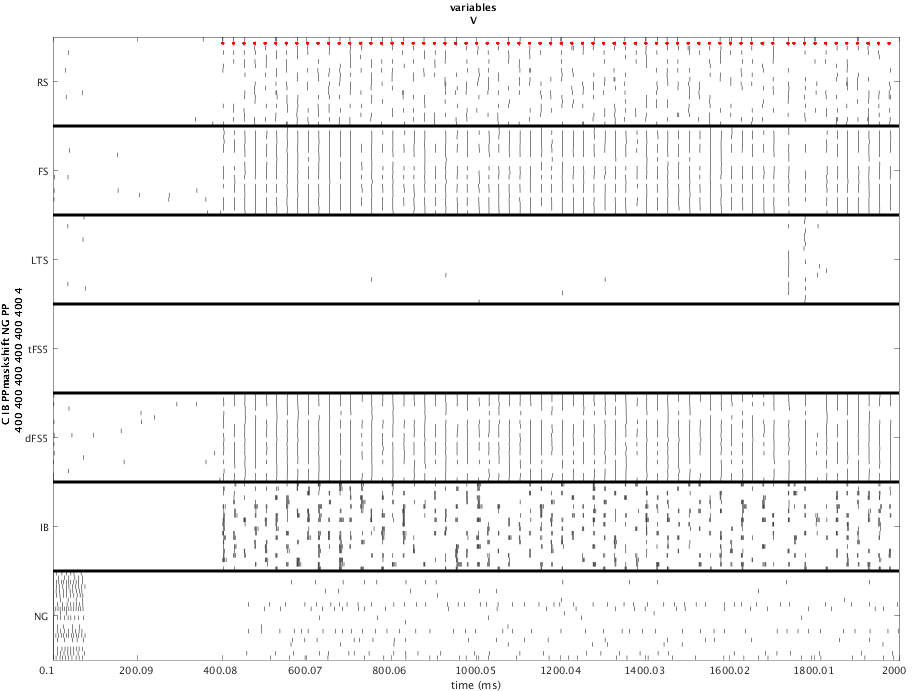 variables
V
RS
FS
LTS
tFS5
dFS5
IB
NG
C IB PPmaskshift NG PP
400 400 400 400 400 400 4
0.1 200.09 400.08 600.07 800.06 1000.05 1200.04 1400.03 1600.02 1800.01 2000
time (ms)